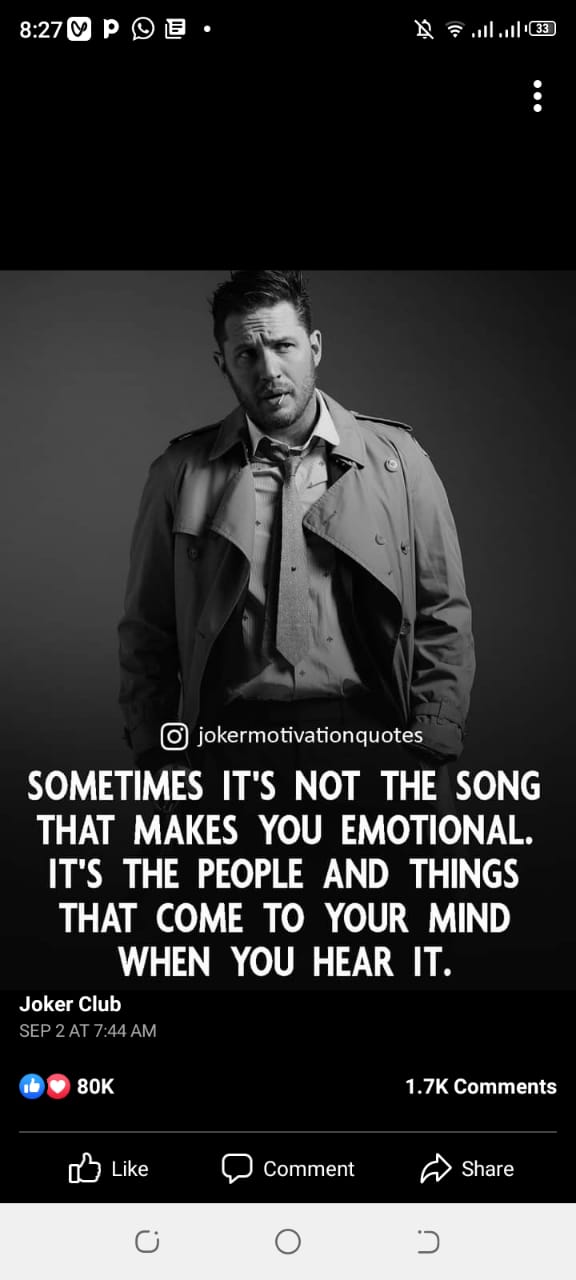 8:27
33
jokermotivationquotes
SOMETIMES IT'S NOT THE SONG
THAT MAKES YOU EMOTIONAL.
IT'S THE PEOPLE AND THINGS
THAT COME TO YOUR MIND
WHEN YOU HEAR IT.
Joker Club
SEP 2 AT 7:44 AM
80K 1.7K Comments
Like Comment Share